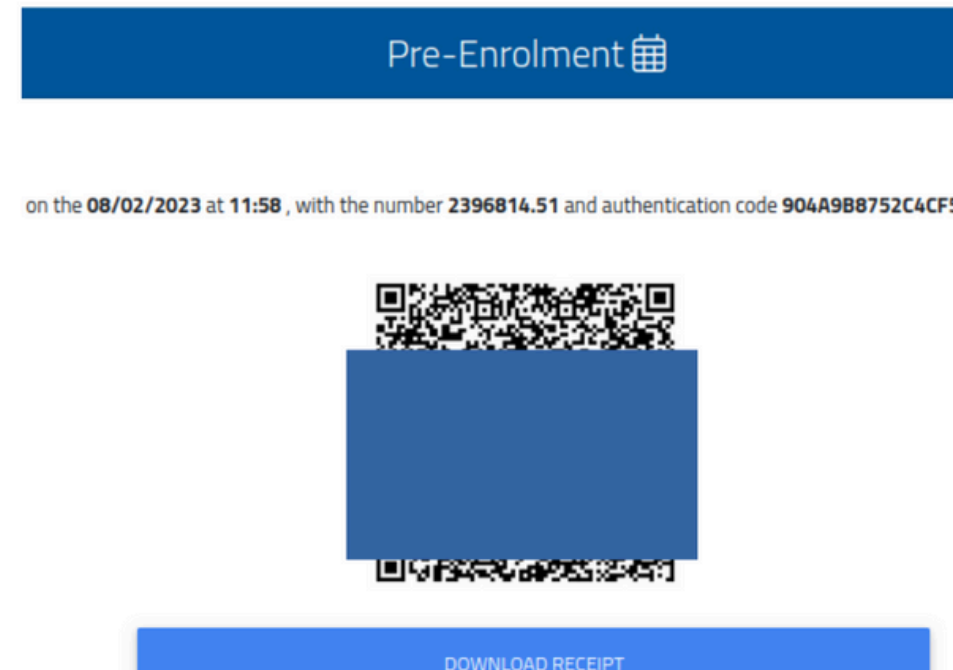 Pre-Enrolment
on the 08/02/2023 at 11:58 , with the number 2396814.51 and authentication code 904A9B8752C4CF5
DOWNLOAD RECEIPT